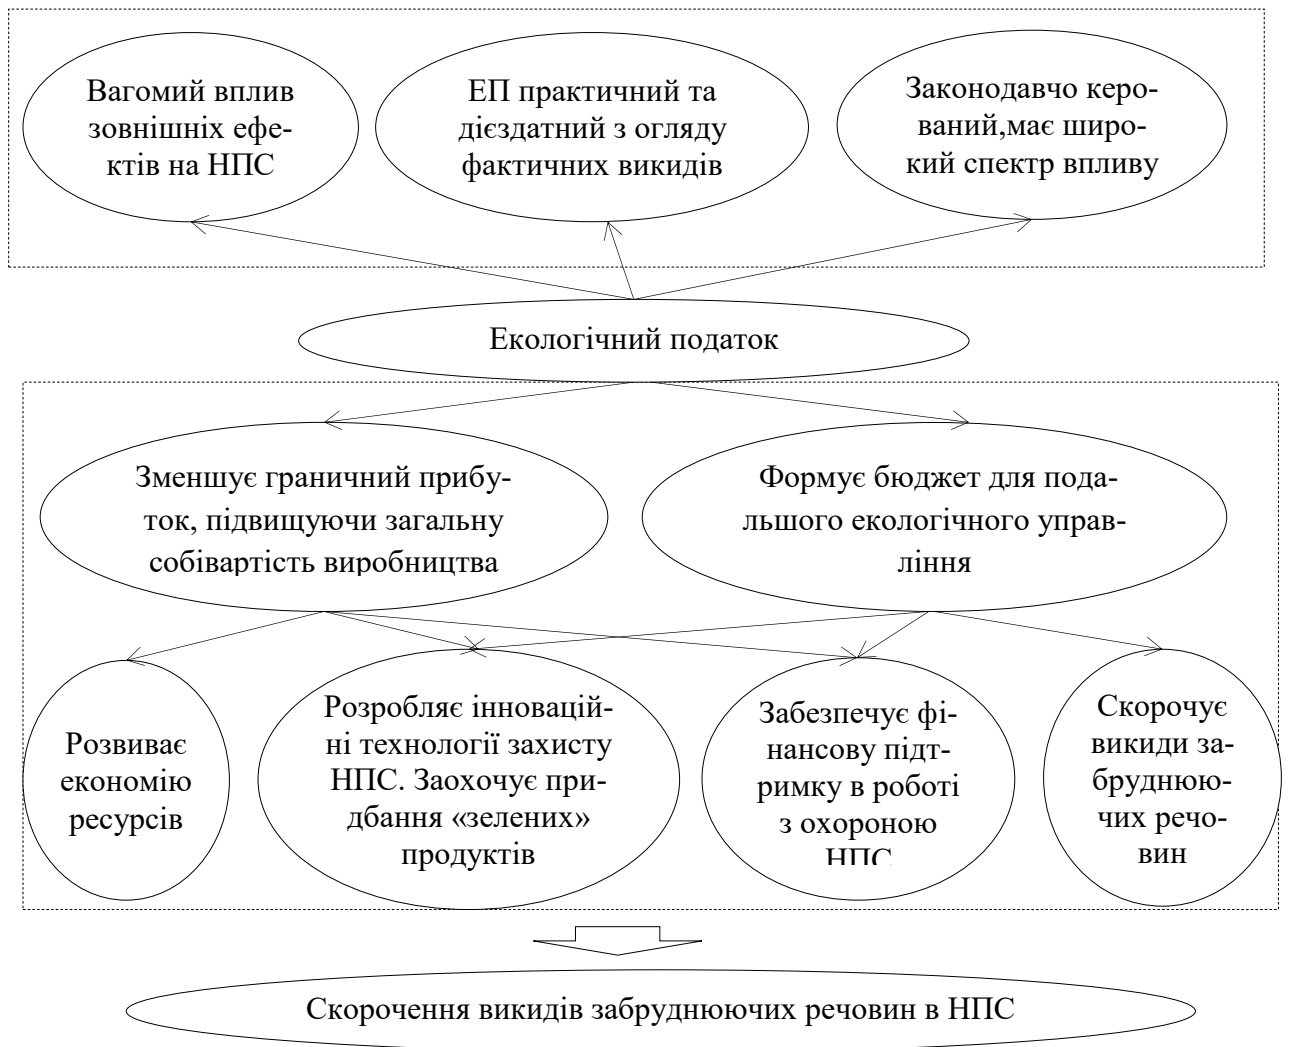 Вагомий вплив
зовнішніх ефе-
ктів на НПС
ЕП практичний та
дієздатний з огляду
фактичних викидів
Законодавчо керо-
ваний,має широ-
кий спектр впливу
Екологічний податок
Зменшує граничний прибу-
ток, підвищуючи загальну
собівартість виробництва
Формує бюджет для пода-
льшого екологічного управ-
ління
Розвиває
економію
ресурсів
Розробляє інновацій-
ні технології захисту
НПС. Заохочує при-
дбання «зелених»
продуктів
Забезпечує фі-
нансову підт-
римку в роботі
з охороною
НПС
Скорочує
викиди за-
бруднюю-
чих речо-
вин
Скорочення викидів забруднюючих речовин в НПС